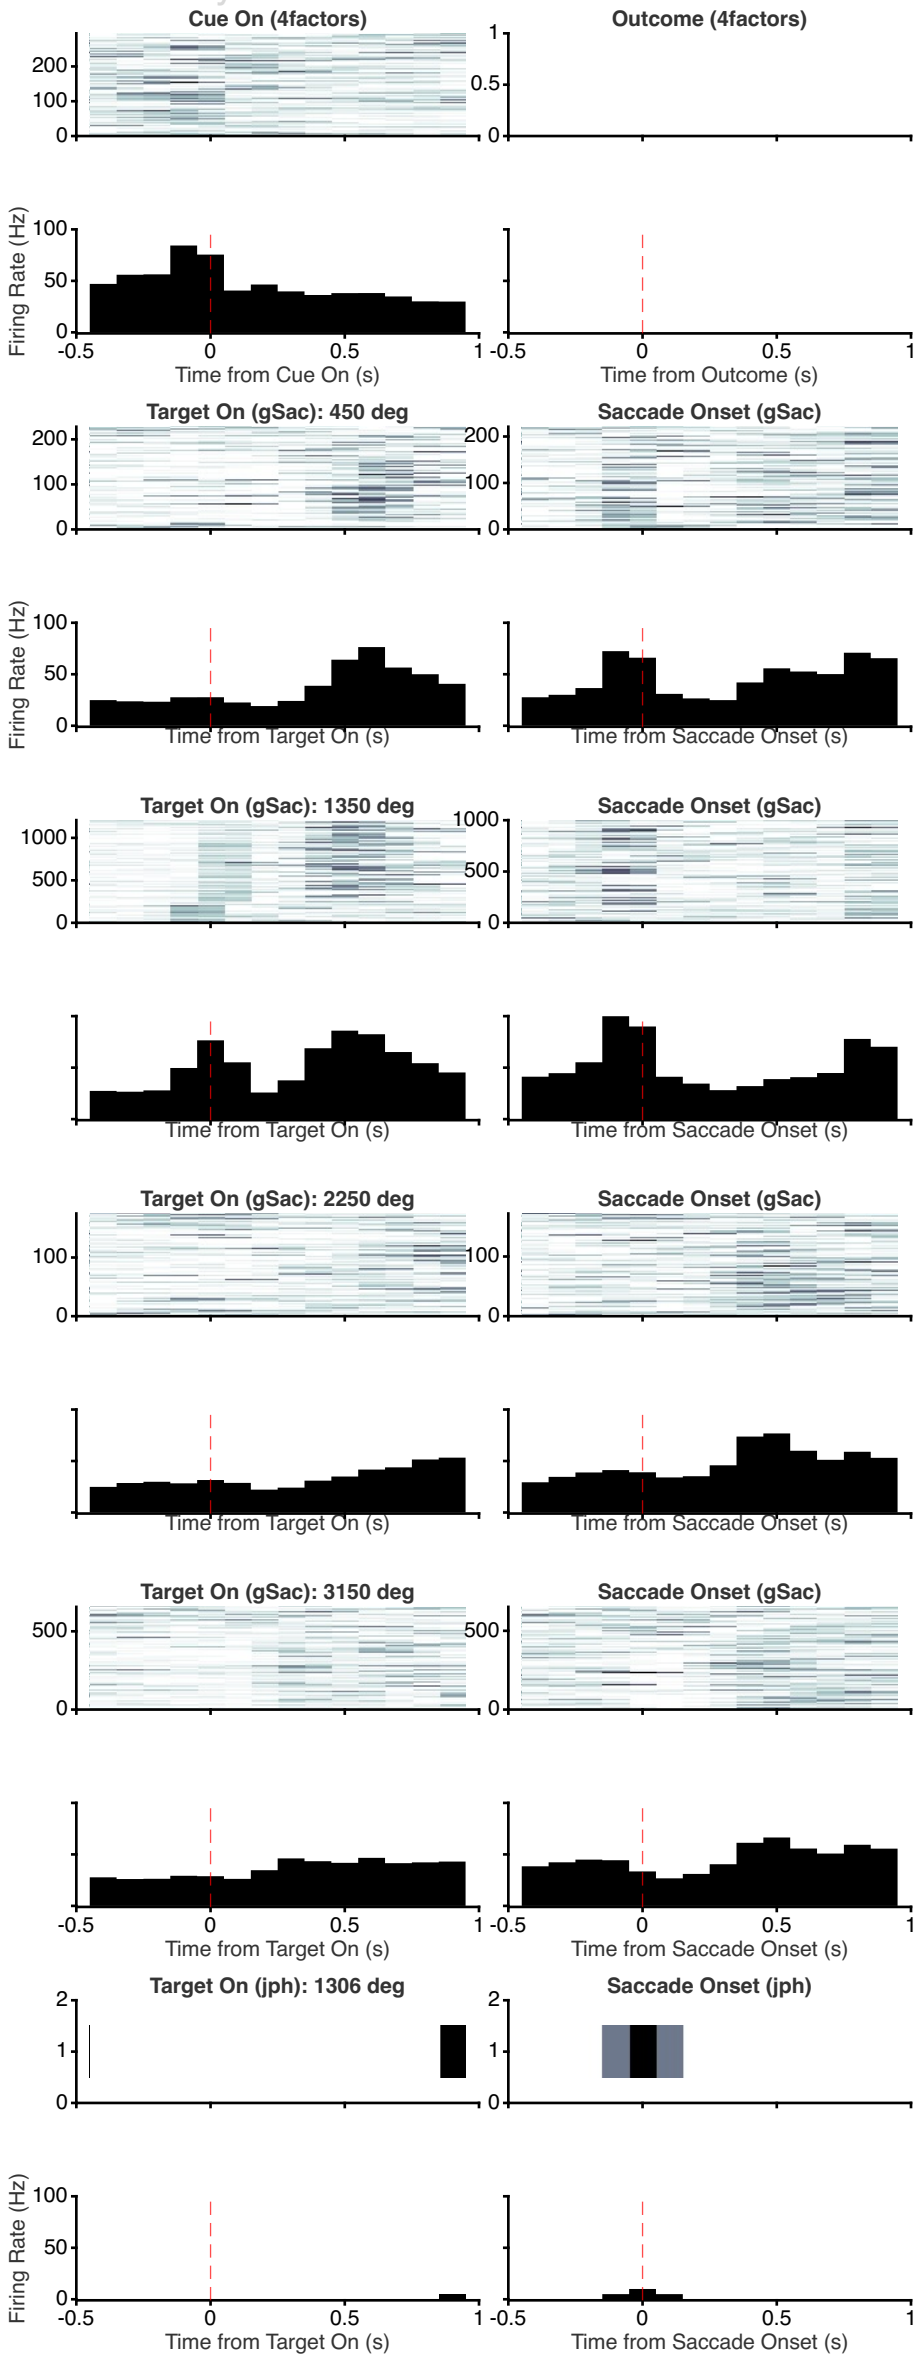 Cue On (4factors) Outcome (4factors)
200
100
0
1
0.5
0
Firing Rate (Hz)
100
50
0
-0.5 0 0.5 1 -0.5 0 0.5 1
Time from Cue On (s) Time from Outcome (s)
Target On (gSac): 450 deg Saccade Onset (gSac)
200 200
100 100
0 0
Firing Rate (Hz)
100
50
0
Time from Target On (s) Time from Saccade Onset (s)
Target On (gSac): 1350 deg Saccade Onset (gSac)
1000 1000
500 500
0 0
Time from Target On (s) Time from Saccade Onset (s)
Target On (gSac): 2250 deg Saccade Onset (gSac)
100 100
0 0
Time from Target On (s) Time from Saccade Onset (s)
Target On (gSac): 3150 deg Saccade Onset (gSac)
500 500
0 0
-0.5 0 0.5 1 -0.5 0 0.5 1
Time from Target On (s) Time from Saccade Onset (s)
Target On (jph): 1306 deg Saccade Onset (jph)
2 2
1 1
0 0
Firing Rate (Hz)
100
50
0
-0.5 0 0.5 1 -0.5 0 0.5 1
Time from Target On (s) Time from Saccade Onset (s)